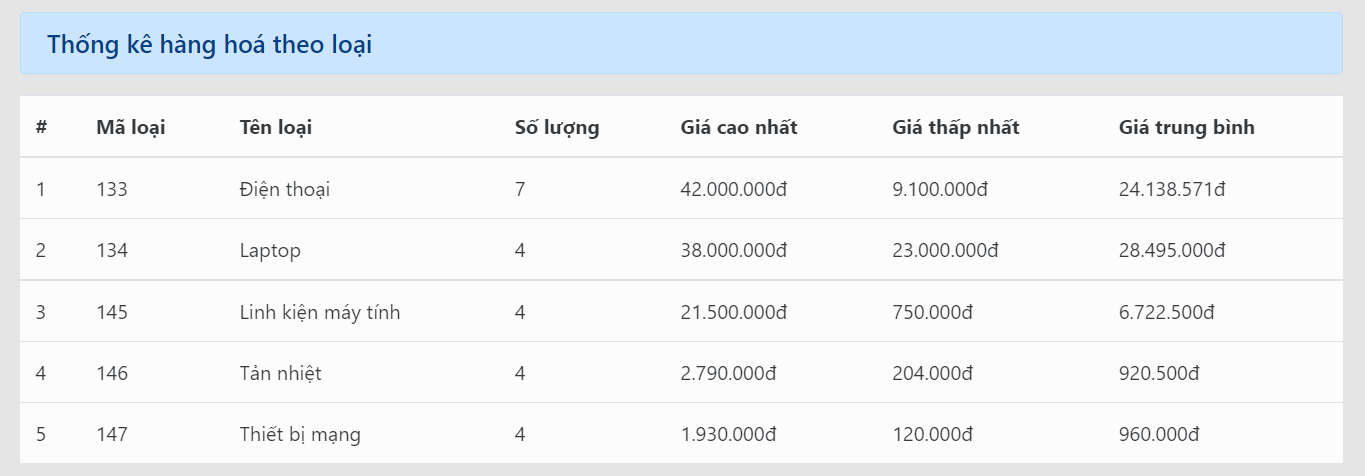 Thống kê hàng hoá theo loại
# Mã loại Tên loại Số lượng Giá cao nhất Giá thấp nhất Giá trung bình
1 133 Điện thoại 7 42.000.000đ 9.100.000đ 24.138.571đ
2 134 Laptop 4 38.000.000đ 23.000.000đ 28.495.000đ
3 145 Linh kiện máy tính 4 21.500.000đ 750.000đ 6.722.500đ
4 146 Tản nhiệt 4 2.790.000đ 204.000đ 920.500đ
5 147 Thiết bị mạng 4 1.930.000đ 120.000đ 960.000đ